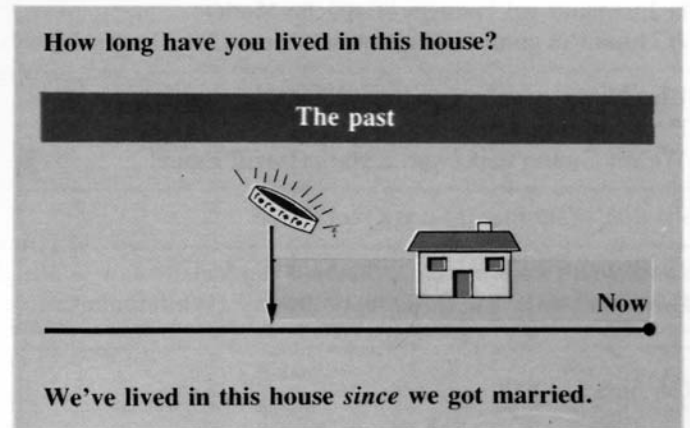 How long have you lived in this house?
The past
Now
We've lived in this house since we got married.